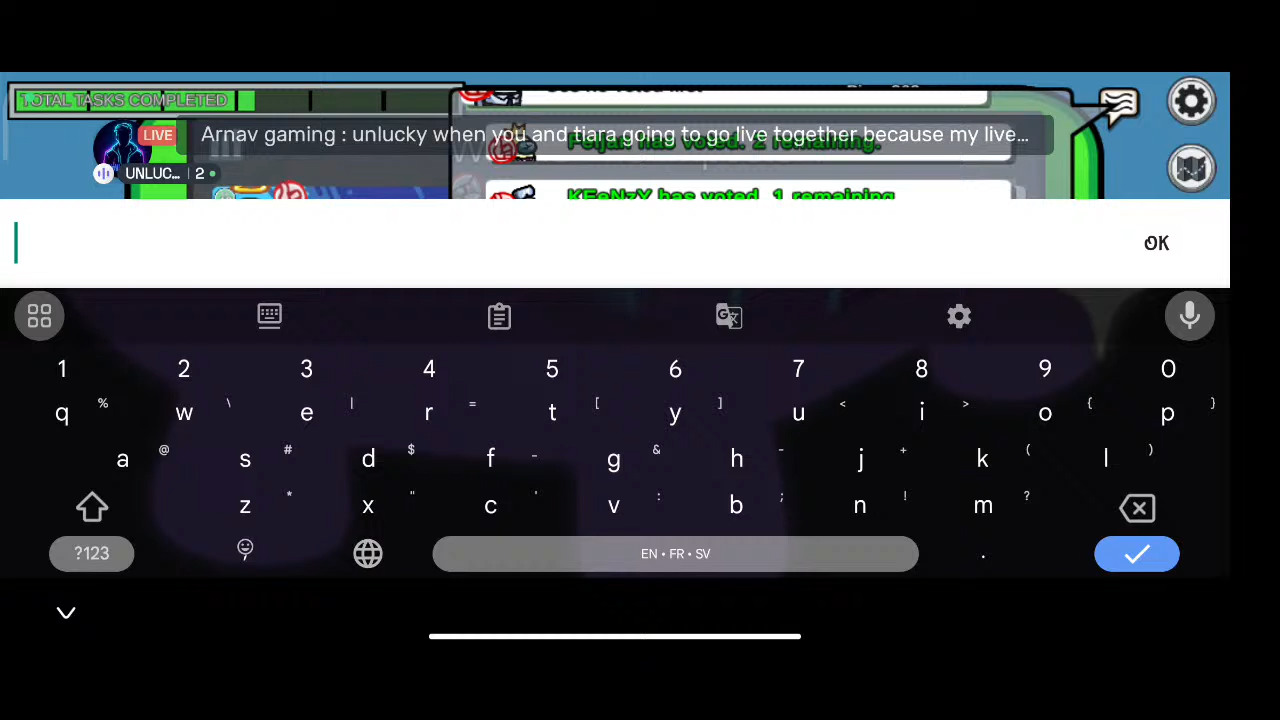 TOTAL TASKS COMPLETED
LIVE
Arnav gaming : unlucky when you and tiara going to go live together because my live…
has voted. 2 remaining.
UNLUC... 2
KEeNzY has voted. 1 remaining
OK
1 2 3 4 5 6 7 8 9 0
% \ | = [ ] < > { }
q w e r t y u i o p
@ # $ _ & - + ( )
a s d f g h j k l
* " ' : ; ! ?
z x c v b n m
?123 EN • FR • SV .